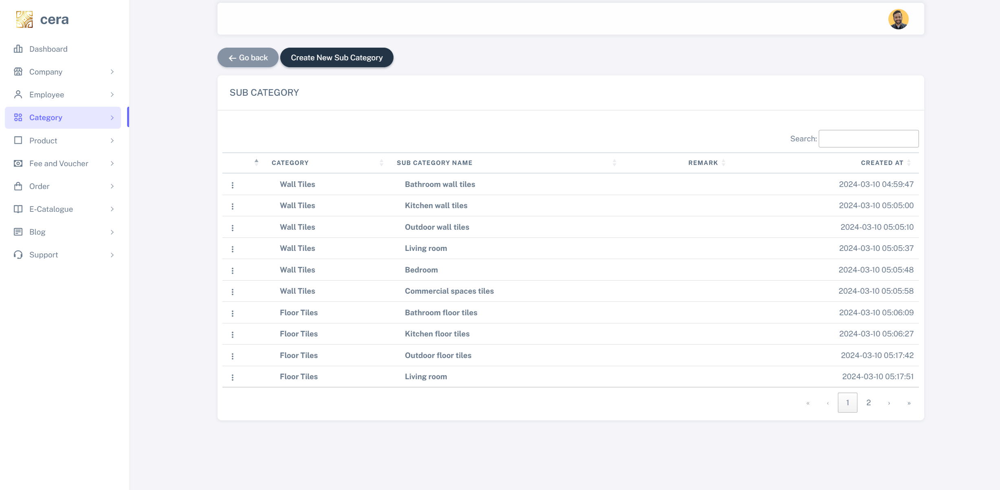 cera
Dashboard
Company
Employee
Category
Product
Fee and Voucher
Order
E-Catalogue
Blog
Support
← Go back
Create New Sub Category
SUB CATEGORY
Search:
CATEGORY SUB CATEGORY NAME REMARK CREATED AT
Wall Tiles Bathroom wall tiles 2024-03-10 04:59:47
Wall Tiles Kitchen wall tiles 2024-03-10 05:05:00
Wall Tiles Outdoor wall tiles 2024-03-10 05:05:10
Wall Tiles Living room 2024-03-10 05:05:37
Wall Tiles Bedroom 2024-03-10 05:05:48
Wall Tiles Commercial spaces tiles 2024-03-10 05:05:58
Floor Tiles Bathroom floor tiles 2024-03-10 05:06:09
Floor Tiles Kitchen floor tiles 2024-03-10 05:06:27
Floor Tiles Outdoor floor tiles 2024-03-10 05:17:42
Floor Tiles Living room 2024-03-10 05:17:51
« ‹ 1 2 › »